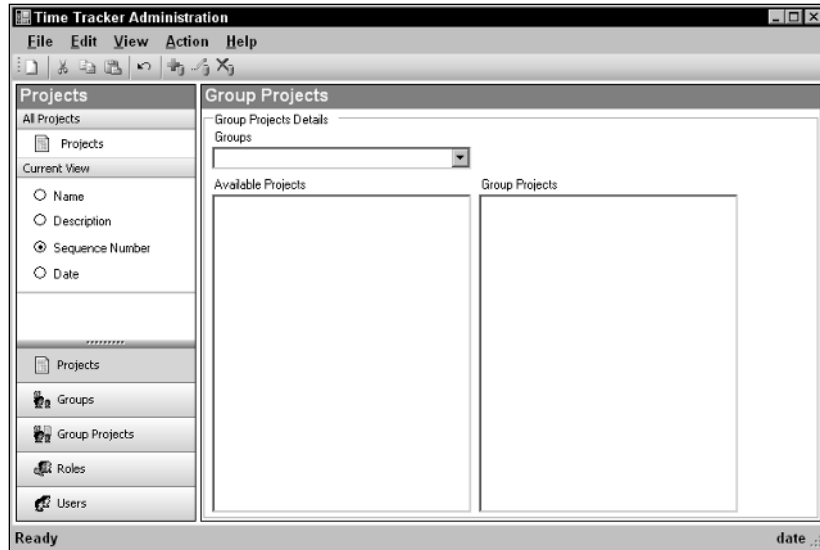 Time Tracker Administration
File Edit View Action Help
Projects
All Projects
Projects
Current View
Name
Description
Sequence Number
Date
Projects
Groups
Group Projects
Roles
Users
Group Projects
Group Projects Details
Groups
Available Projects
Group Projects
Ready
date